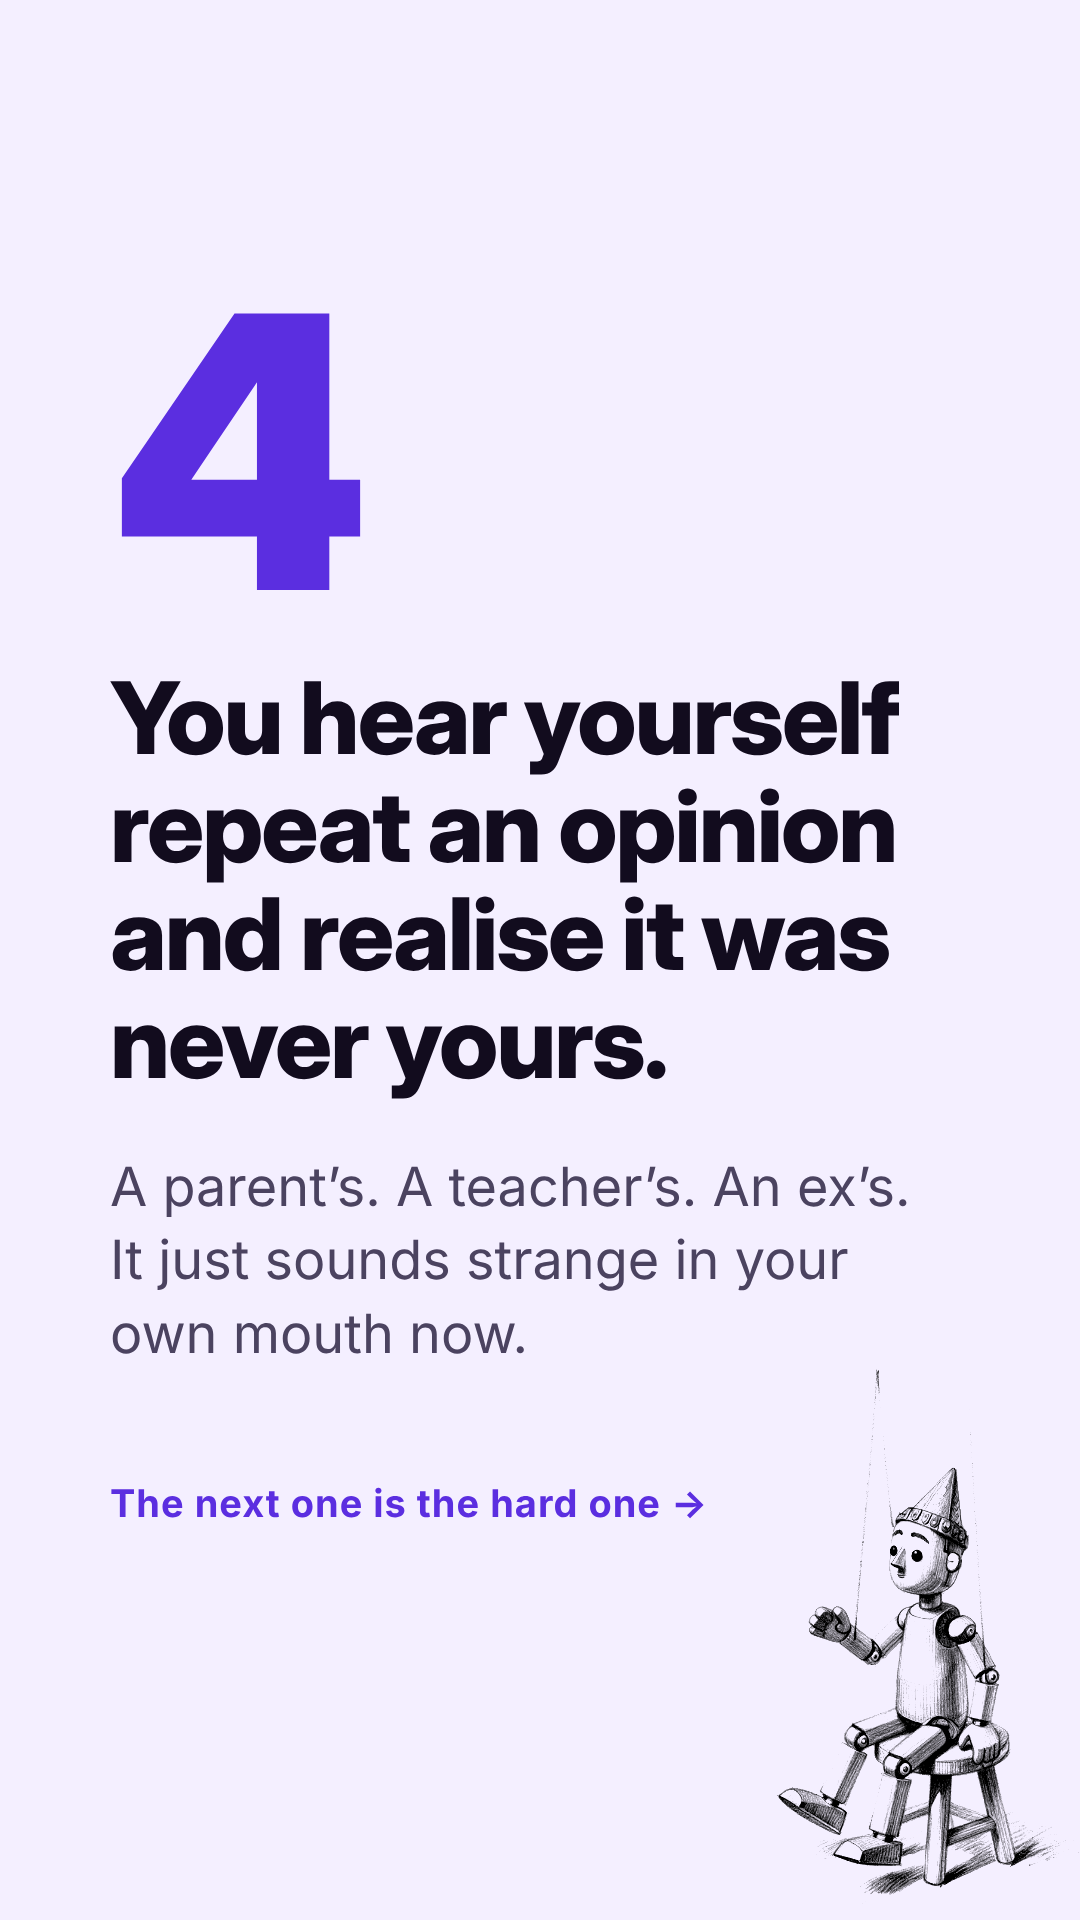 4
You hear yourself
repeat an opinion
and realise it was
never yours.
A parent’s. A teacher’s. An ex’s.
It just sounds strange in your
own mouth now.
The next one is the hard one →